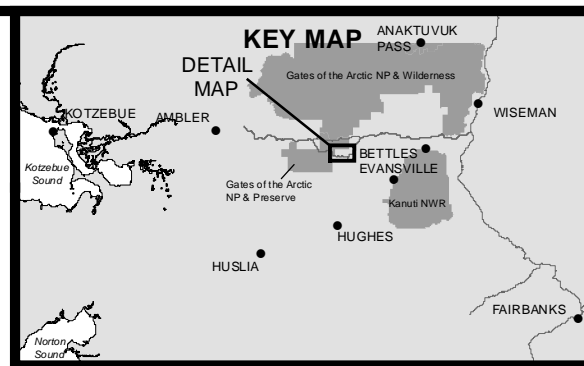 KEY MAP
ANAKTUVUK
PASS
DETAIL
MAP
Gates of the Arctic NP & Wilderness
KOTZEBUE
AMBLER
WISEMAN
Kotzebue
Sound
BETTLES
EVANSVILLE
Gates of the Arctic
NP & Preserve
Kanuti NWR
HUGHES
HUSLIA
FAIRBANKS
Norton
Sound